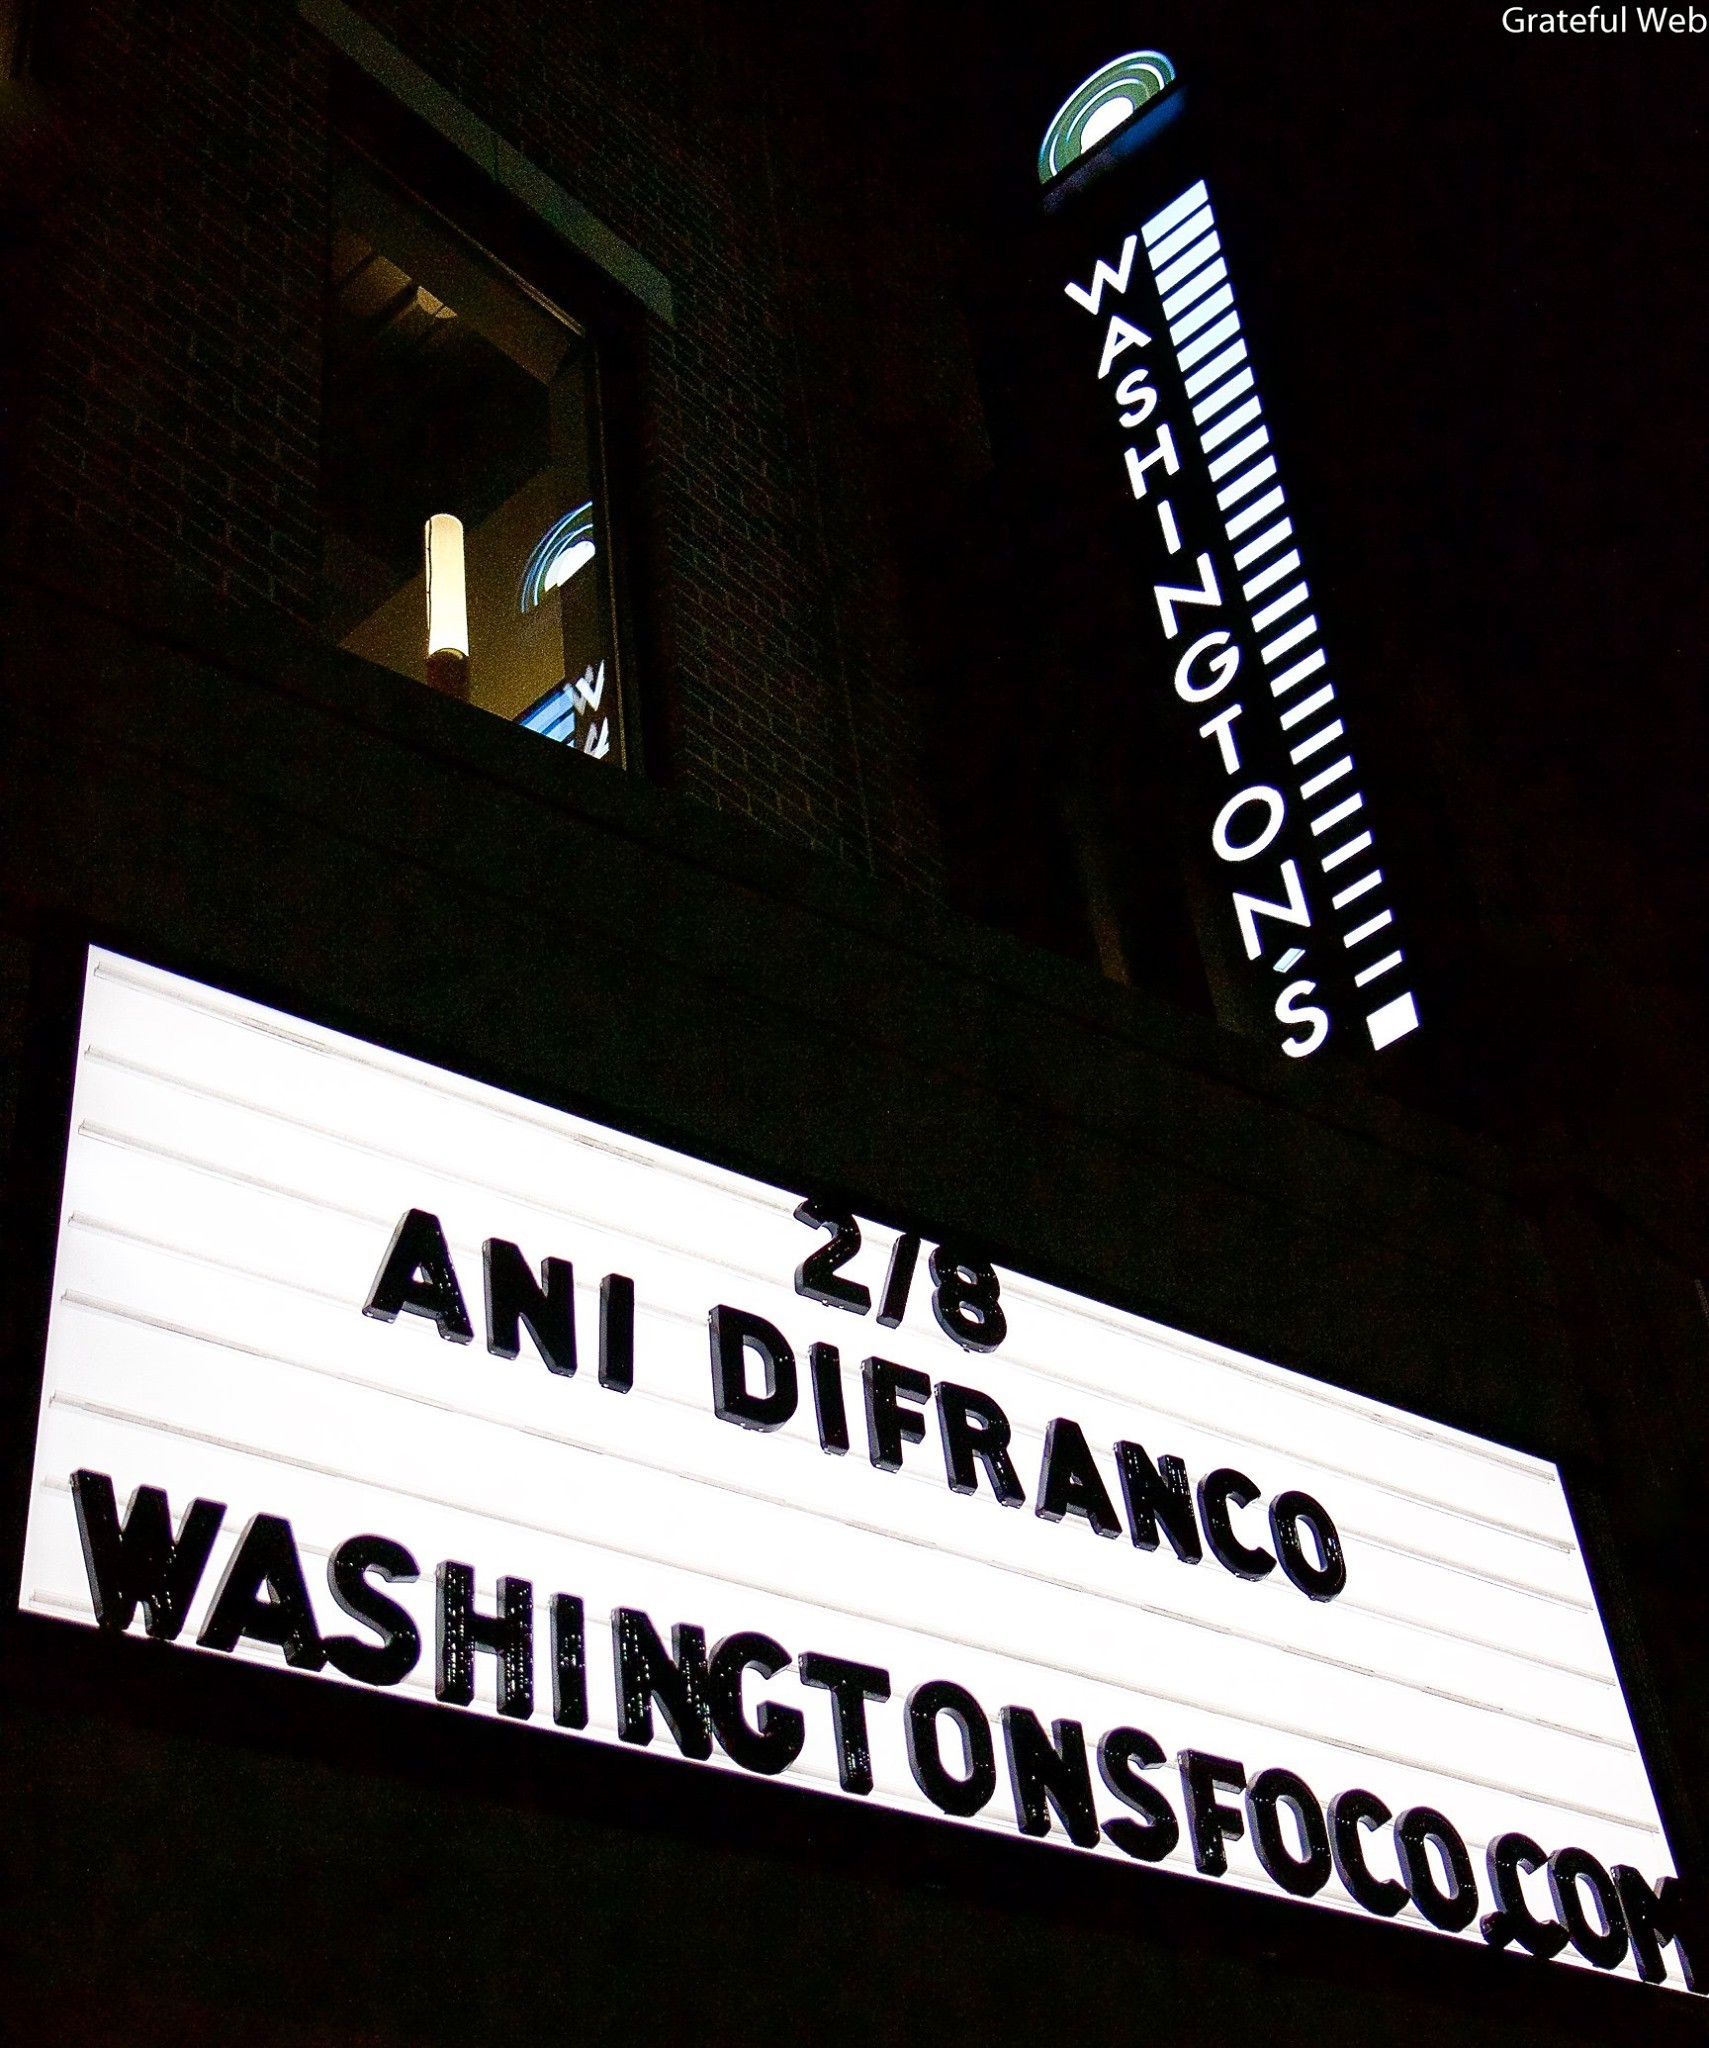 Grateful Web
WASHINGTON'S
2/8
ANI DIFRANCO
WASHINGTONSFOCO.COM